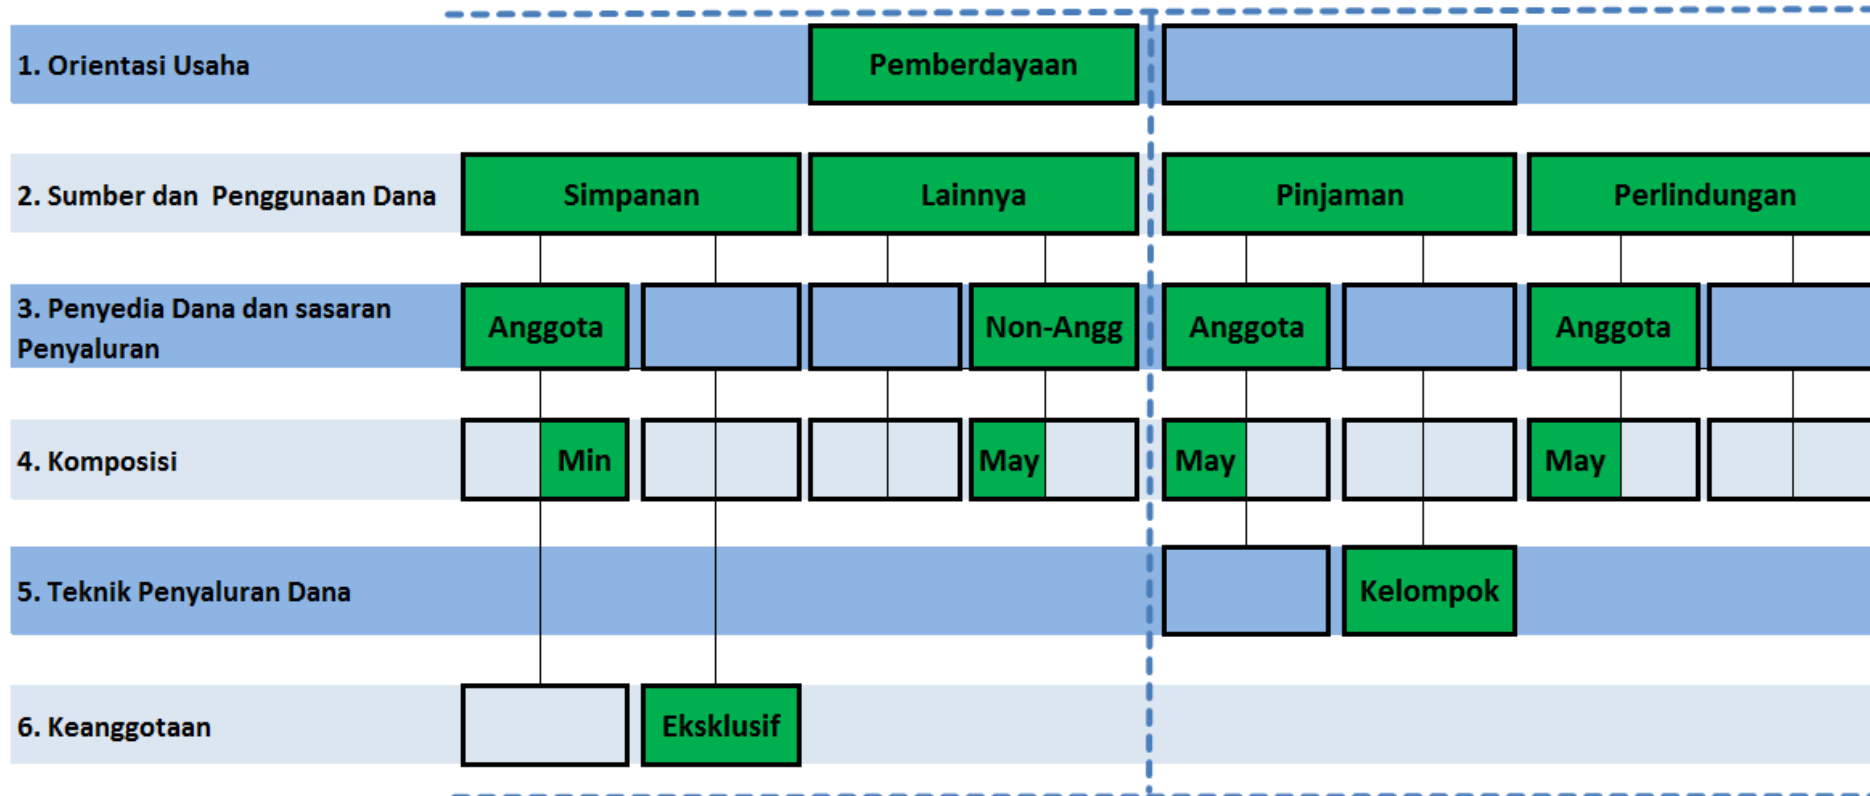 1. Orientasi Usaha
Pemberdayaan
2. Sumber dan Penggunaan Dana
Simpanan
Lainnya
Pinjaman
Perlindungan
3. Penyedia Dana dan sasaran
Penyaluran
Anggota
Non-Angg
Anggota
Anggota
4. Komposisi
Min
May
May
May
5. Teknik Penyaluran Dana
Kelompok
6. Keanggotaan
Eksklusif